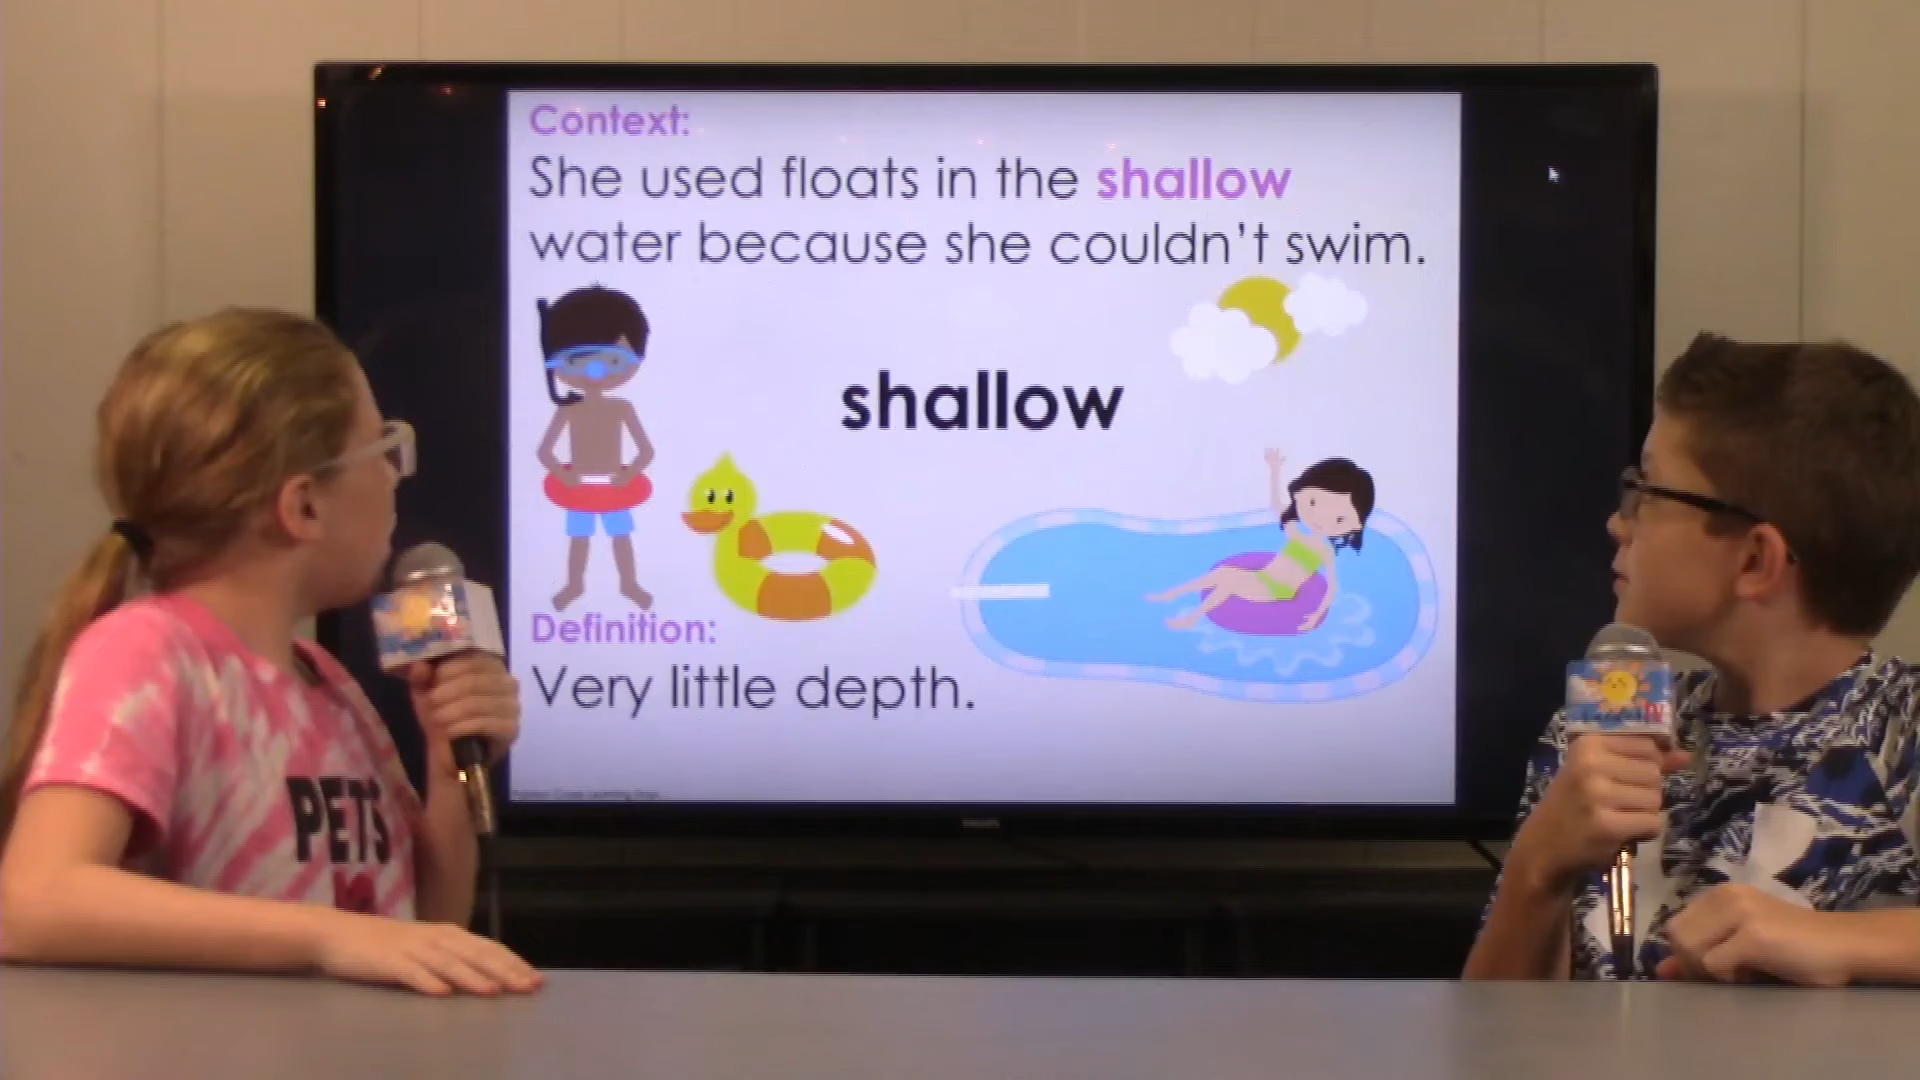 Context:
She used floats in the shallow
water because she couldn't swim.
shallow
Definition:
Very little depth.
PETS